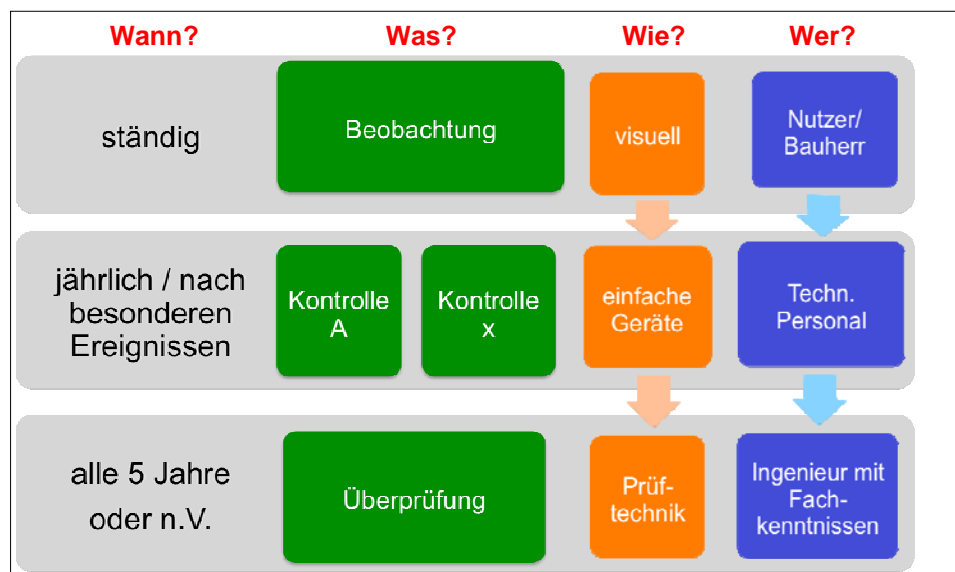 Wann? Was? Wie? Wer?
ständig
Beobachtung
visuell
Nutzer/
Bauherr
jährlich / nach
besonderen
Ereignissen
Kontrolle
A
Kontrolle
x
einfache
Geräte
Techn.
Personal
alle 5 Jahre
oder n.V.
Überprüfung
Prüf-
technik
Ingenieur mit
Fach-
kenntnissen